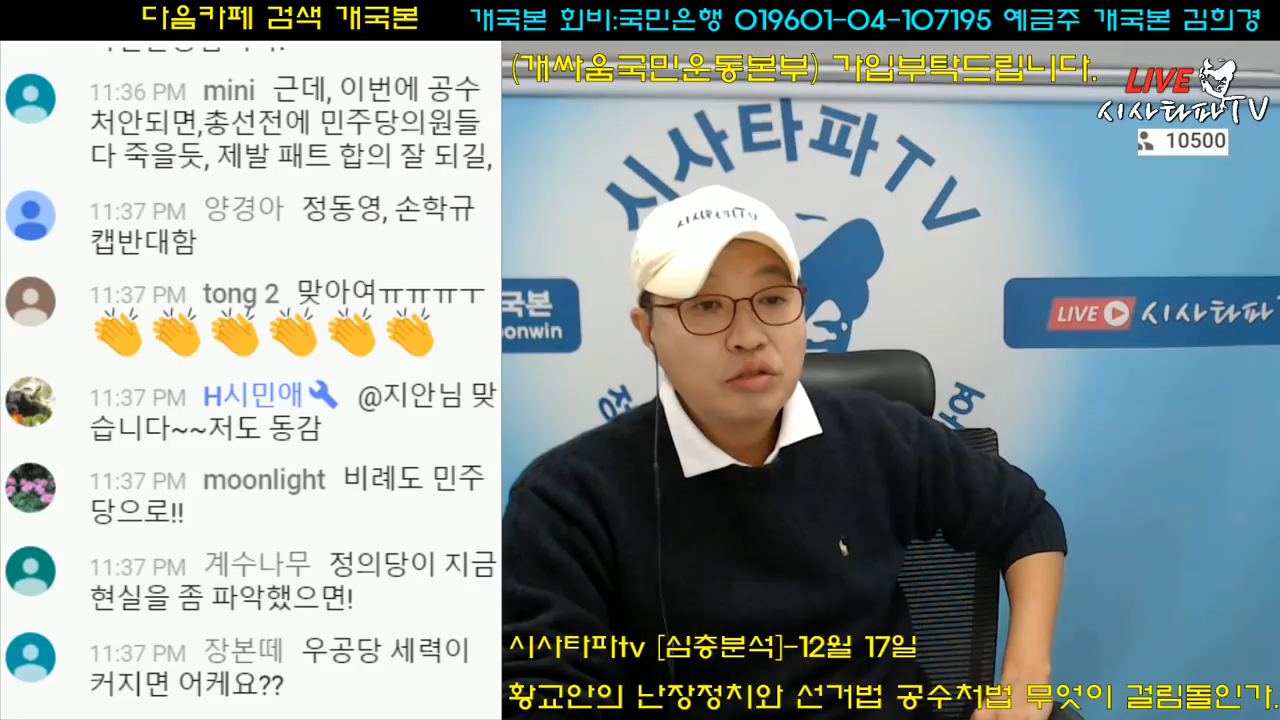 다음카페 검색 개국본
개국본 회비:국민은행 019601-04-107195 예금주 개국본 김희경
11:36 PM mini 근데, 이번에 공수
처안되면,총선전에 민주당의원들
다 죽을듯, 제발 패트 합의 잘 되길,
11:37 PM 양경아 정동영, 손학규
캡반대함
11:37 PM tong 2 맞아여ㅠㅠㅠㅜ
👏👏👏👏👏👏
11:37 PM H시민애🔧 @지안님 맞
습니다~~저도 동감
11:37 PM moonlight 비례도 민주
당으로!!
11:37 PM 계수나무 정의당이 지금
현실을 좀 파악했으면!
11:37 PM 장본떼 우공당 세력이
커지면 어케요??
(개싸움국민운동본부) 가입부탁드립니다.
LIVE
시사타파TV
10500
시사타파TV
시사타파TV
국본
oonwin
LIVE 시사타파
시사타파tv [심층분석]-12월 17일
황교안의 난장정치와 선거법 공수처법 무엇이 걸림돌인가.